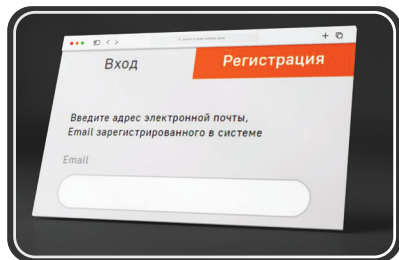 Вход
Регистрация
Введите адрес электронной почты,
Email зарегистрированного в системе
Email